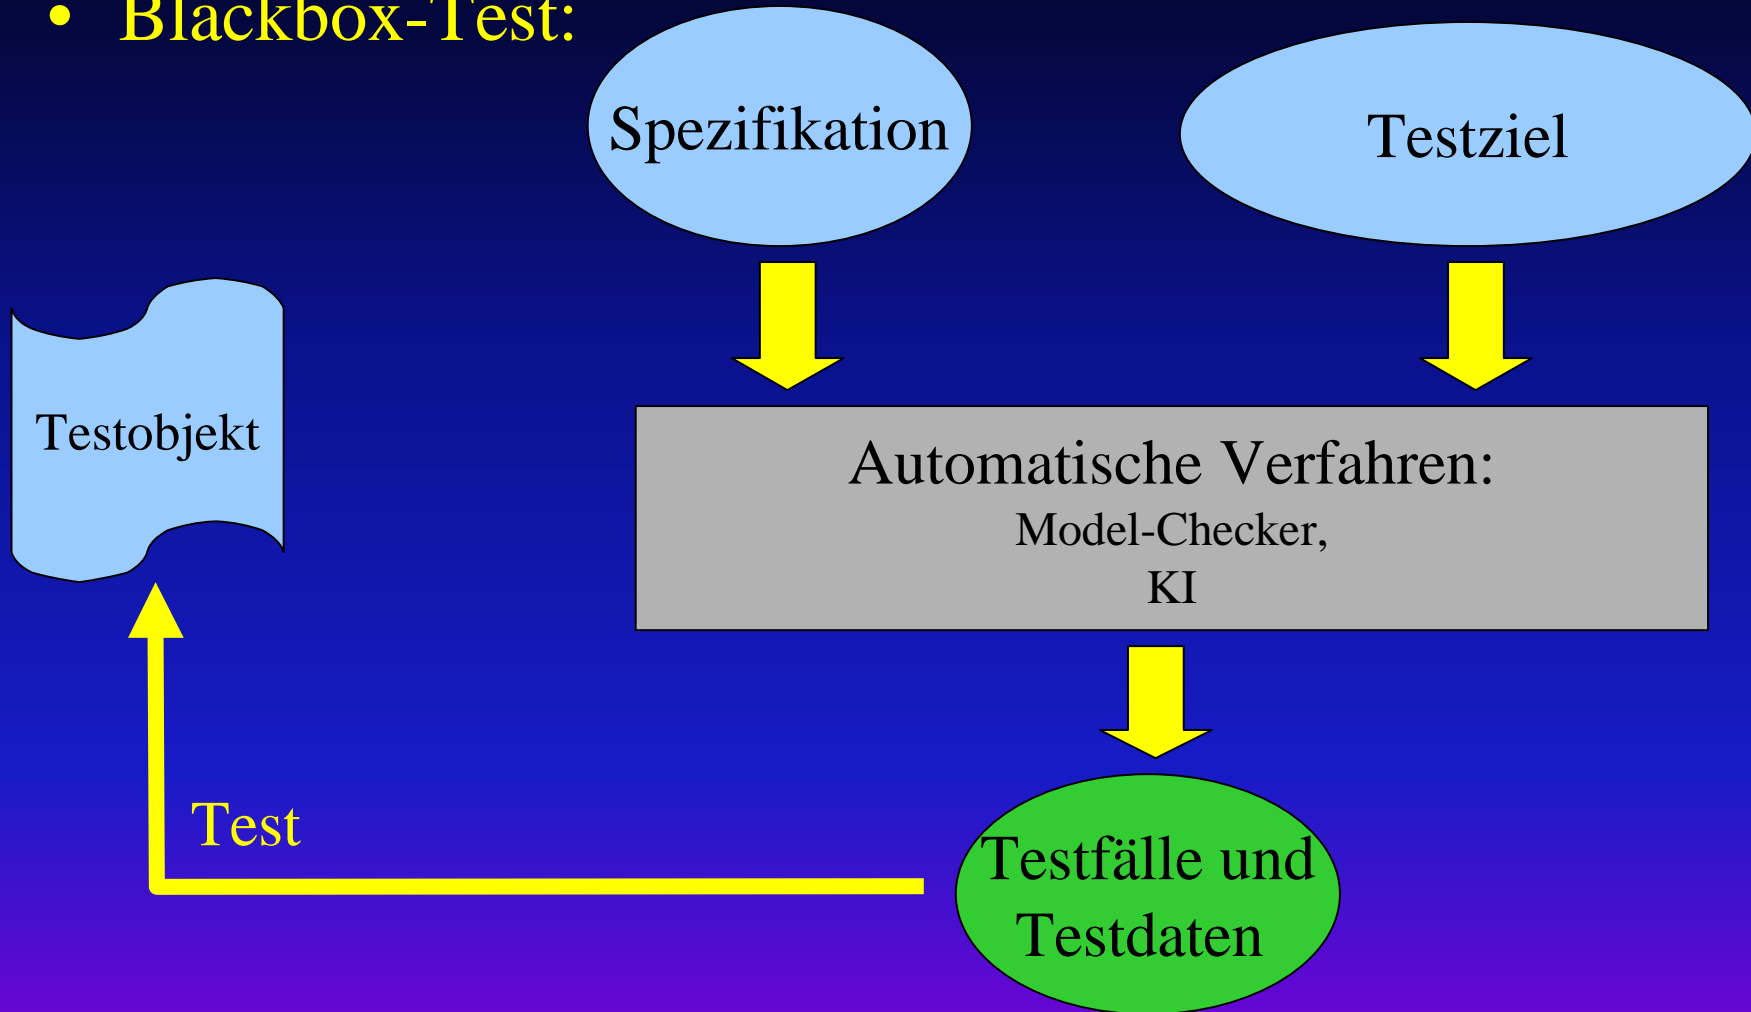 • Blackbox-Test:
Spezifikation
Testziel
Testobjekt
Automatische Verfahren:
Model-Checker,
KI
Test
Testfälle und
Testdaten